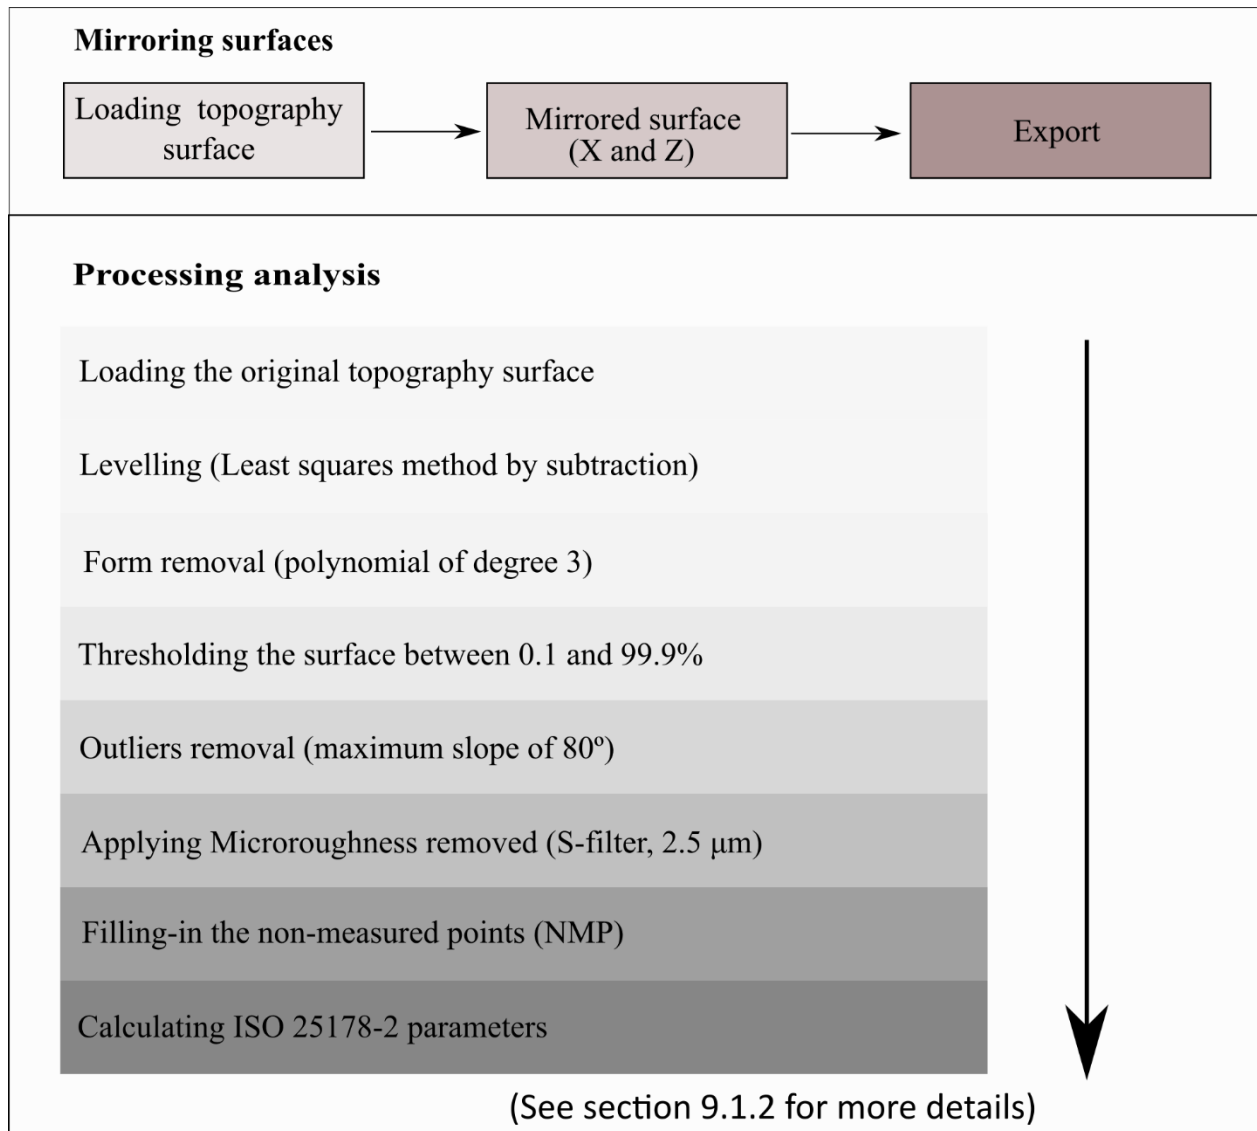 Mirroring surfaces
Loading topography
surface
Mirrored surface
(X and Z)
Export
Processing analysis
Loading the original topography surface
Levelling (Least squares method by subtraction)
Form removal (polynomial of degree 3)
Thresholding the surface between 0.1 and 99.9%
Outliers removal (maximum slope of 80º)
Applying Microroughness removed (S-filter, 2.5 μm)
Filling-in the non-measured points (NMP)
Calculating ISO 25178-2 parameters
(See section 9.1.2 for more details)